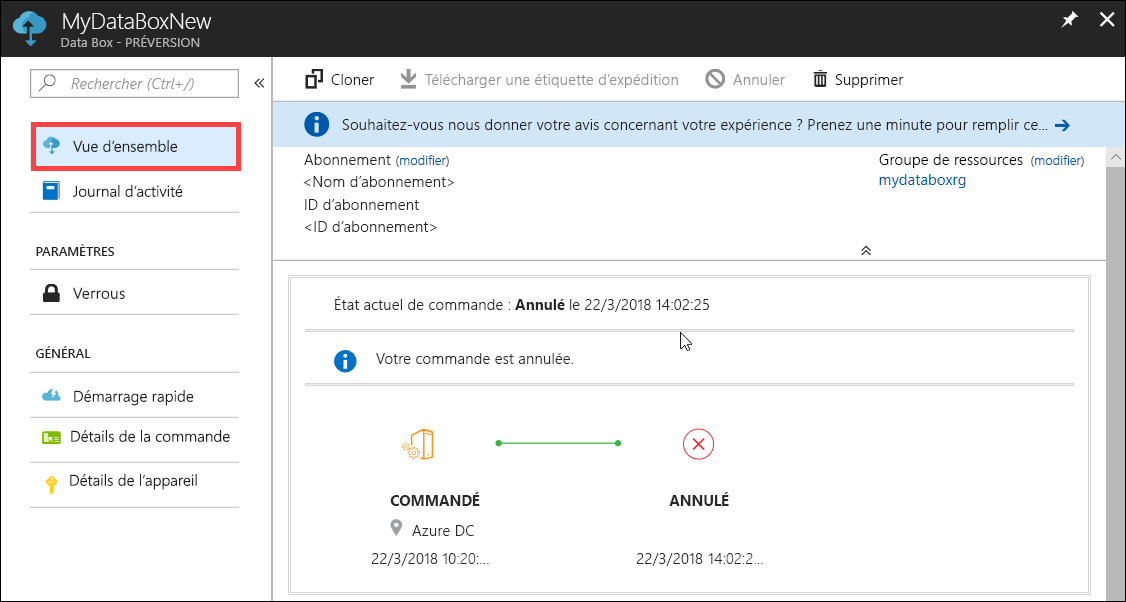 MyDataBoxNew
Data Box - PRÉVERSION
Rechercher (Ctrl+/)
«
Vue d’ensemble
Journal d’activité
PARAMÈTRES
Verrous
GÉNÉRAL
Démarrage rapide
Détails de la commande
Détails de l’appareil
Cloner
Télécharger une étiquette d’expédition
Annuler
Supprimer
Souhaitez-vous nous donner votre avis concernant votre expérience ? Prenez une minute pour remplir ce...
Abonnement (modifier)
<Nom d’abonnement>
ID d’abonnement
<ID d’abonnement>
Groupe de ressources (modifier)
mydataboxrg
État actuel de commande : Annulé le 22/3/2018 14:02:25
Votre commande est annulée.
COMMANDÉ
Azure DC
22/3/2018 10:20:...
ANNULÉ
22/3/2018 14:02:2...